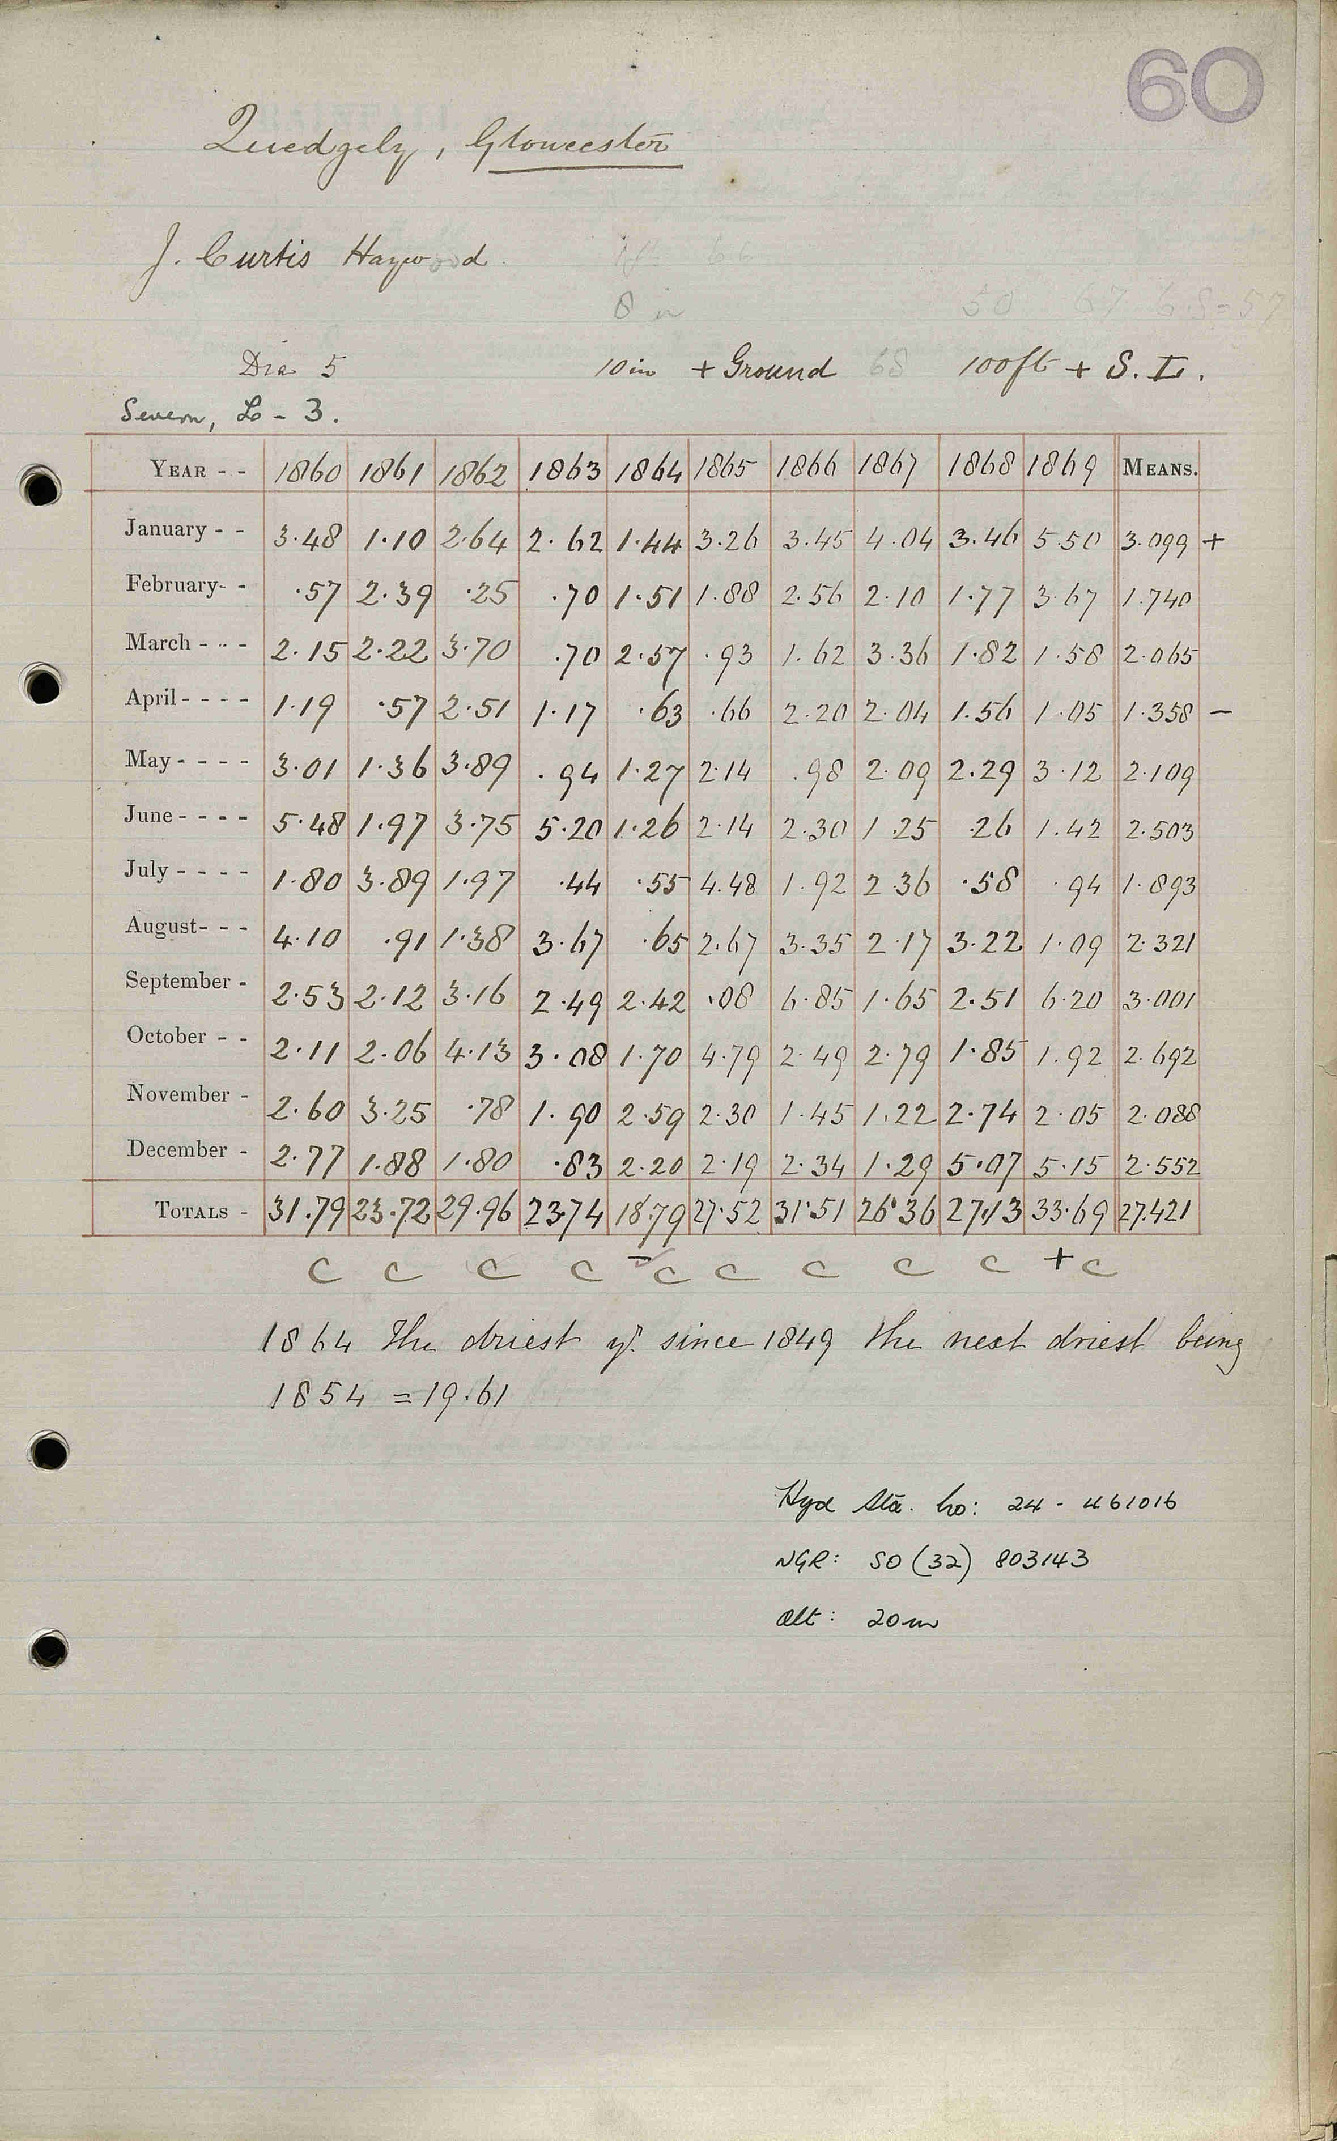 60
Quedgely, Gloucester
J. Curtis Haywood
8 in
50 67 68 = 57
Dia 5 10 in + Ground 68 100 ft + S. L.
Severn, L - 3.
YEAR - - 1860 1861 1862 1863 1864 1865 1866 1867 1868 1869 MEANS.
January - - 3.48 1.10 2.64 2.62 1.44 3.26 3.45 4.04 3.46 5.50 3.099 +
February- - .57 2.39 .25 .70 1.51 1.88 2.56 2.10 1.77 3.67 1.740
March - - - 2.15 2.22 3.70 .70 2.57 .93 1.62 3.36 1.82 1.58 2.065
April - - - - 1.19 .57 2.51 1.17 .63 .66 2.20 2.04 1.56 1.05 1.358 -
May - - - - 3.01 1.36 3.89 .94 1.27 2.14 .98 2.09 2.29 3.12 2.109
June - - - - 5.48 1.97 3.75 5.20 1.26 2.14 2.30 1.25 .26 1.42 2.503
July - - - - 1.80 3.89 1.97 .44 .55 4.48 1.92 2.36 .58 .94 1.893
August- - - 4.10 .91 1.38 3.67 .65 2.67 3.35 2.17 3.22 1.09 2.321
September - 2.53 2.12 3.16 2.49 2.42 .08 6.85 1.65 2.51 6.20 3.001
October - - 2.11 2.06 4.13 3.08 1.70 4.79 2.49 2.79 1.85 1.92 2.692
November - 2.60 3.25 .78 1.90 2.59 2.30 1.45 1.22 2.74 2.05 2.088
December - 2.77 1.88 1.80 .83 2.20 2.19 2.34 1.29 5.07 5.15 2.552
TOTALS - 31.79 23.72 29.96 23.74 18.79 27.52 31.51 26.36 27.13 33.69 27.421
C C C C - C C C C C + C
1864 the driest yr. since 1849 the next driest being
1854 = 19.61
Hyd Sta. No: 24 - 461016
NGR: SO (32) 803143
Alt: 20m